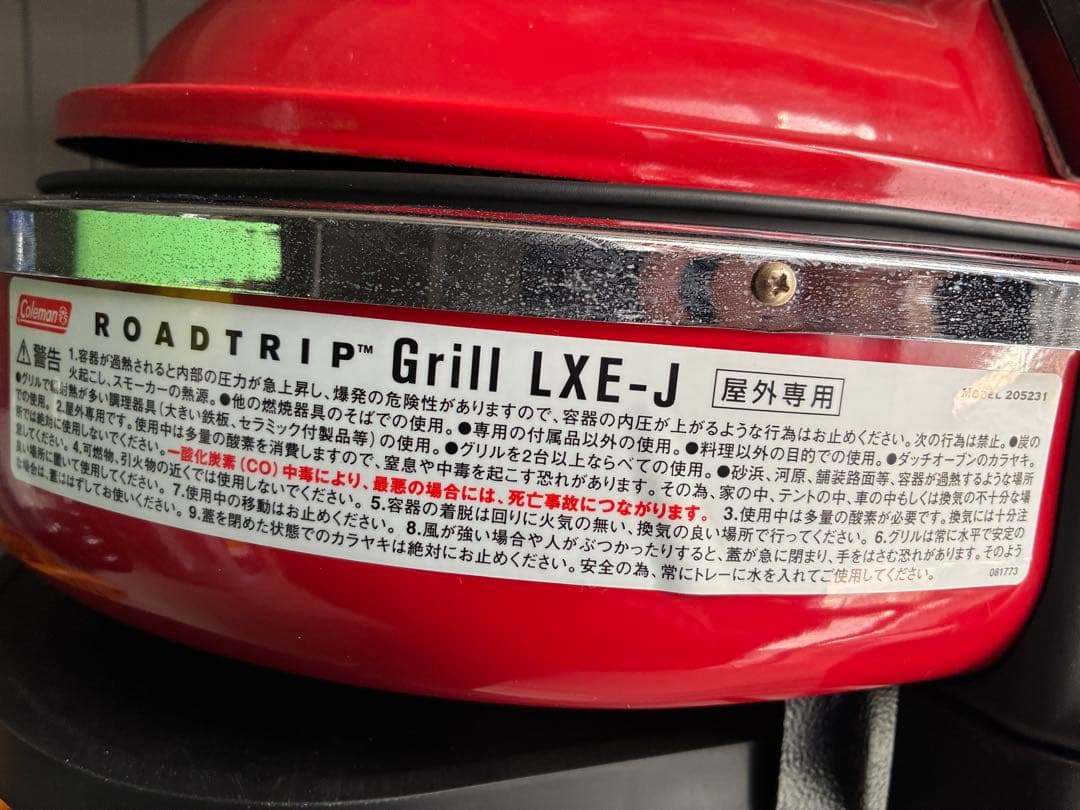 Coleman
ROADTRIP™ Grill LXE-J 屋外専用
MODEL 205231
⚠警告 1.容器が過熱されると内部の圧力が急上昇し、爆発の危険性がありますので、容器の内圧が上がるような行為はお止めください。次の行為は禁止。●炭の
火起こし、スモーカーの熱源。●他の燃焼器具のそばでの使用。●専用の付属品以外の使用。●料理以外の目的での使用。●ダッチオーブンのカラヤキ。
●グリルで輻射熱が多い調理器具(大きい鉄板、セラミック付製品等)の使用。●グリルを2台以上ならべての使用。●砂浜、河原、舗装路面等、容器が過熱するような場所
での使用。2.屋外専用です。使用中は多量の酸素を消費しますので、窒息や中毒を起こす恐れがあります。その為、家の中、テントの中、車の中もしくは換気の不十分な場
所では絶対に使用しないでください。一酸化炭素(CO)中毒により、最悪の場合には、死亡事故につながります。3.使用中は多量の酸素が必要です。換気には十分注
意してください。4.可燃物、引火物の近くでは使用しないでください。5.容器の着脱は回りに火気の無い、換気の良い場所で行ってください。6.グリルは常に水平で安定の
良い場所に置いて使用してください。7.使用中の移動はお止めください。8.風が強い場合や人がぶつかったりすると、蓋が急に閉まり、手をはさむ恐れがあります。そのよう
な場合は、蓋ははずしてお使いください。9.蓋を閉めた状態でのカラヤキは絶対にお止めください。安全の為、常にトレーに水を入れてご使用してください。
081773